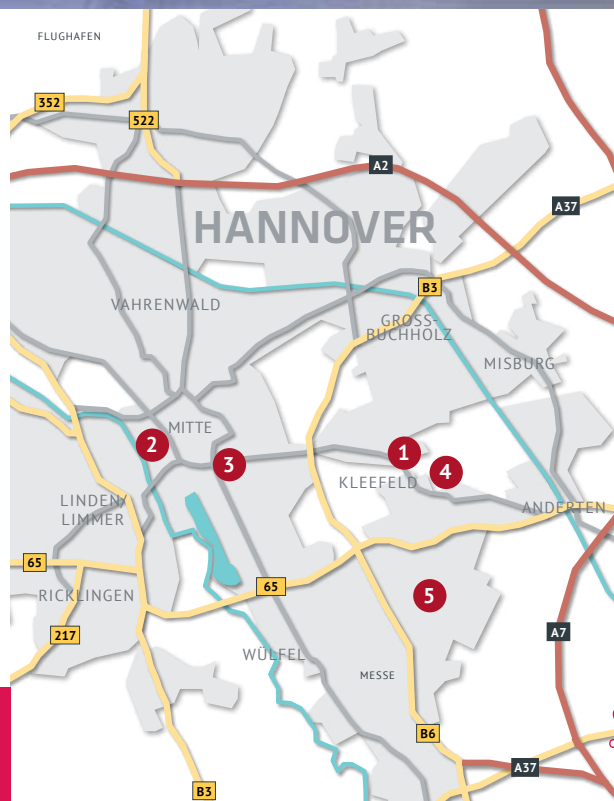 FLUGHAFEN
352
522
A2
A37
HANNOVER
B3
VAHRENWALD
GROSS-
BUCHHOLZ
MISBURG
MITTE
2
3
1
4
KLEEFELD
LINDEN/
LIMMER
ANDERTEN
65
65
RICKLINGEN
5
217
A7
WÜLFEL
MESSE
B6
A37
B3